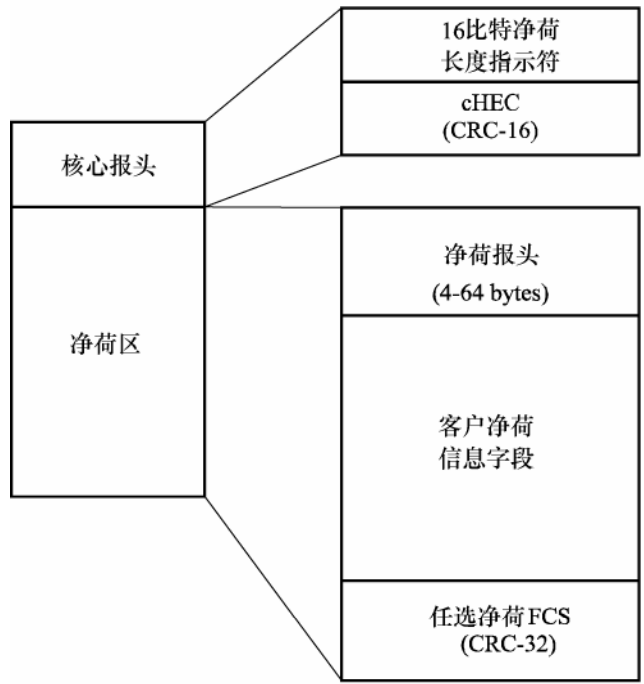 16比特净荷
长度指示符
cHEC
(CRC-16)
核心报头
净荷区
净荷报头
(4-64 bytes)
客户净荷
信息字段
任选净荷FCS
(CRC-32)